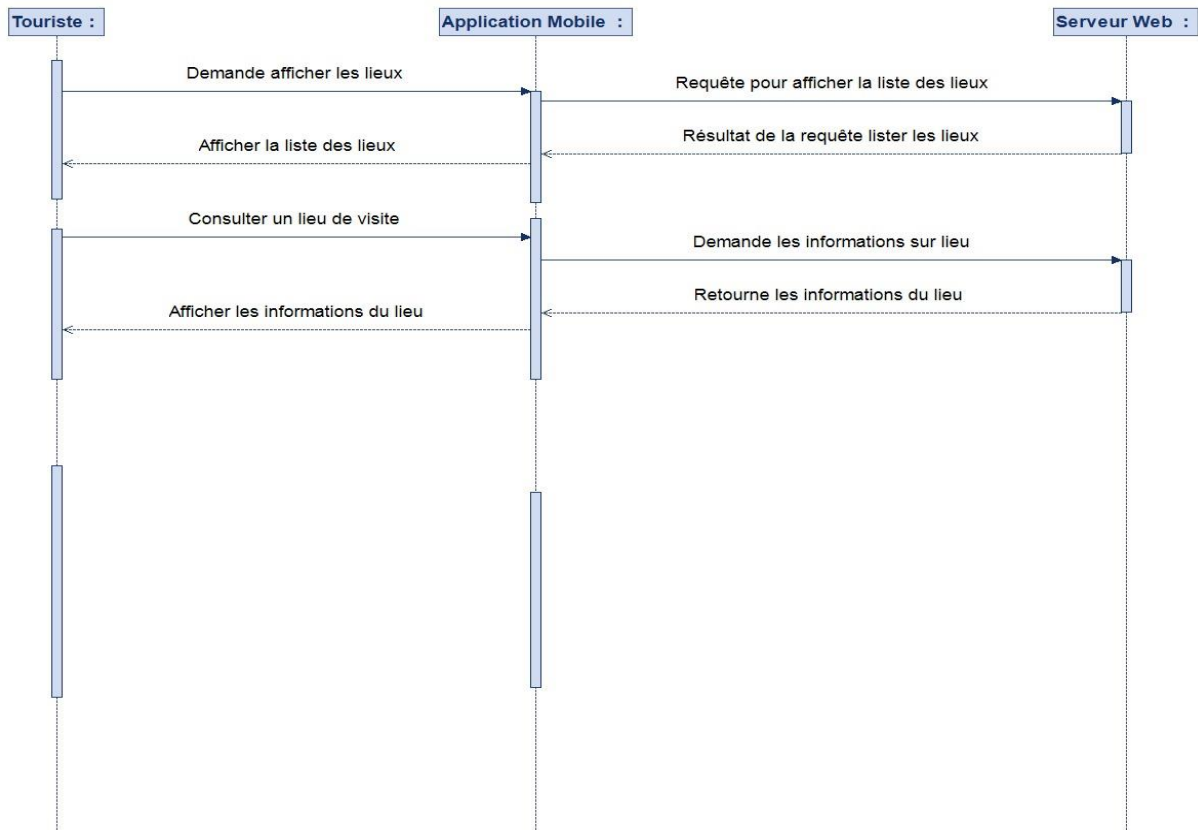 Touriste :
Application Mobile :
Serveur Web :
Demande afficher les lieux
Requête pour afficher la liste des lieux
Résultat de la requête lister les lieux
Afficher la liste des lieux
Consulter un lieu de visite
Demande les informations sur lieu
Retourne les informations du lieu
Afficher les informations du lieu